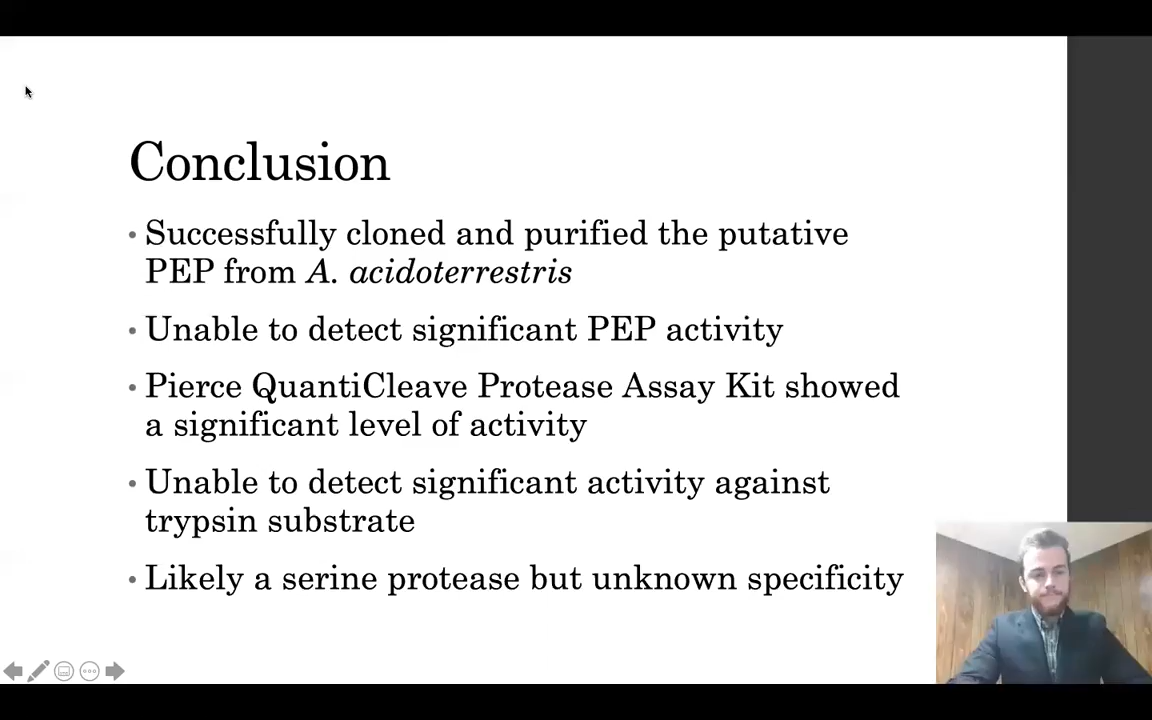 Conclusion
• Successfully cloned and purified the putative
PEP from A. acidoterrestris
• Unable to detect significant PEP activity
• Pierce QuantiCleave Protease Assay Kit showed
a significant level of activity
• Unable to detect significant activity against
trypsin substrate
• Likely a serine protease but unknown specificity